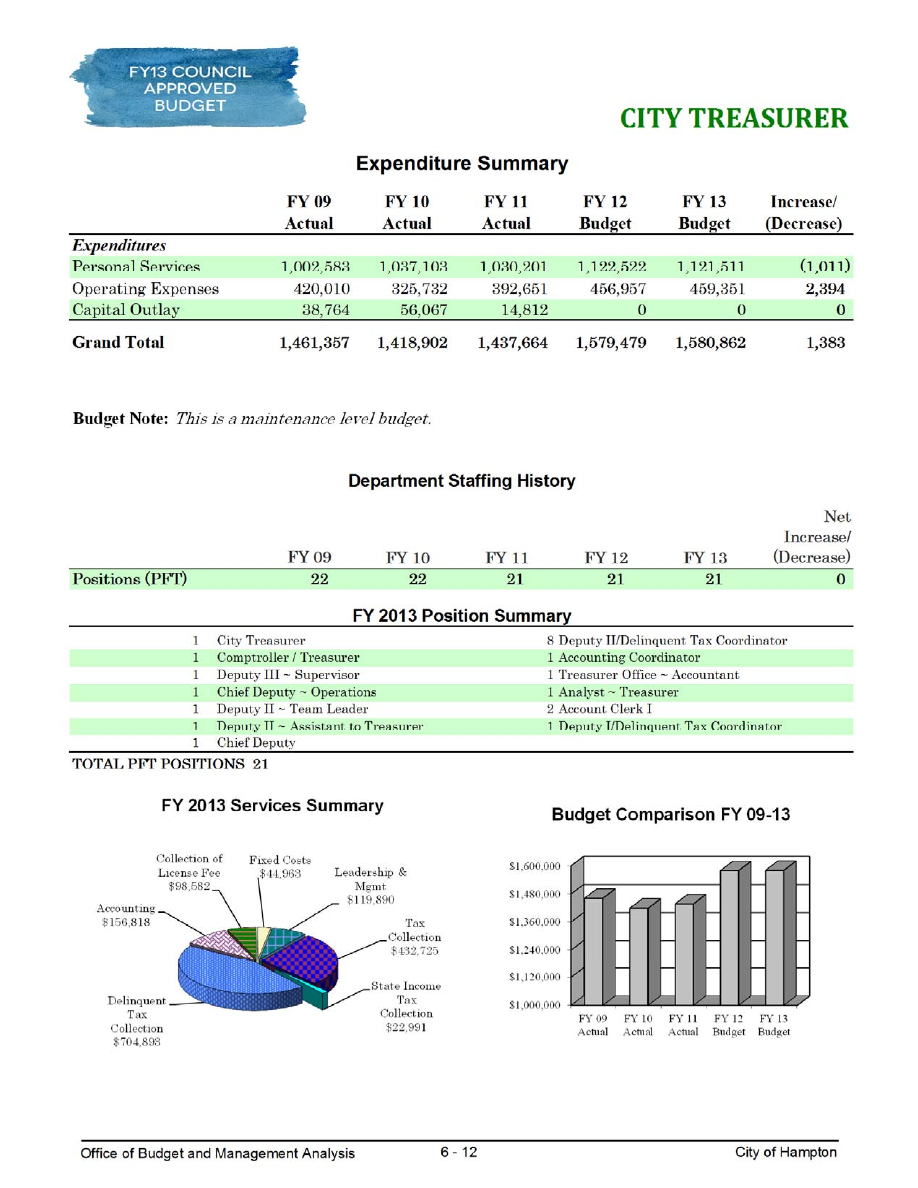 FY13 COUNCIL
APPROVED
BUDGET
CITY TREASURER
Expenditure Summary
FY 09 FY 10 FY 11 FY 12 FY 13 Increase/
Actual Actual Actual Budget Budget (Decrease)
Expenditures
Personal Services 1,002,583 1,037,103 1,030,201 1,122,522 1,121,511 (1,011)
Operating Expenses 420,010 325,732 392,651 456,957 459,351 2,394
Capital Outlay 38,764 56,067 14,812 0 0 0
Grand Total 1,461,357 1,418,902 1,437,664 1,579,479 1,580,862 1,383
Budget Note: This is a maintenance level budget.
Department Staffing History
Net
Increase/
FY 09 FY 10 FY 11 FY 12 FY 13 (Decrease)
Positions (PFT) 22 22 21 21 21 0
FY 2013 Position Summary
1 City Treasurer 8 Deputy II/Delinquent Tax Coordinator
1 Comptroller / Treasurer 1 Accounting Coordinator
1 Deputy III ~ Supervisor 1 Treasurer Office ~ Accountant
1 Chief Deputy ~ Operations 1 Analyst ~ Treasurer
1 Deputy II ~ Team Leader 2 Account Clerk I
1 Deputy II ~ Assistant to Treasurer 1 Deputy I/Delinquent Tax Coordinator
1 Chief Deputy
TOTAL PFT POSITIONS 21
FY 2013 Services Summary
Collection of
License Fee
$98,582
Fixed Costs
$44,963
Leadership &
Mgmt
$119,890
Accounting
$156,818
Tax
Collection
$432,725
State Income
Tax
Collection
$22,991
Delinquent
Tax
Collection
$704,893
Budget Comparison FY 09-13
$1,600,000
$1,480,000
$1,360,000
$1,240,000
$1,120,000
$1,000,000
FY 09 FY 10 FY 11 FY 12 FY 13
Actual Actual Actual Budget Budget
Office of Budget and Management Analysis 6 - 12 City of Hampton